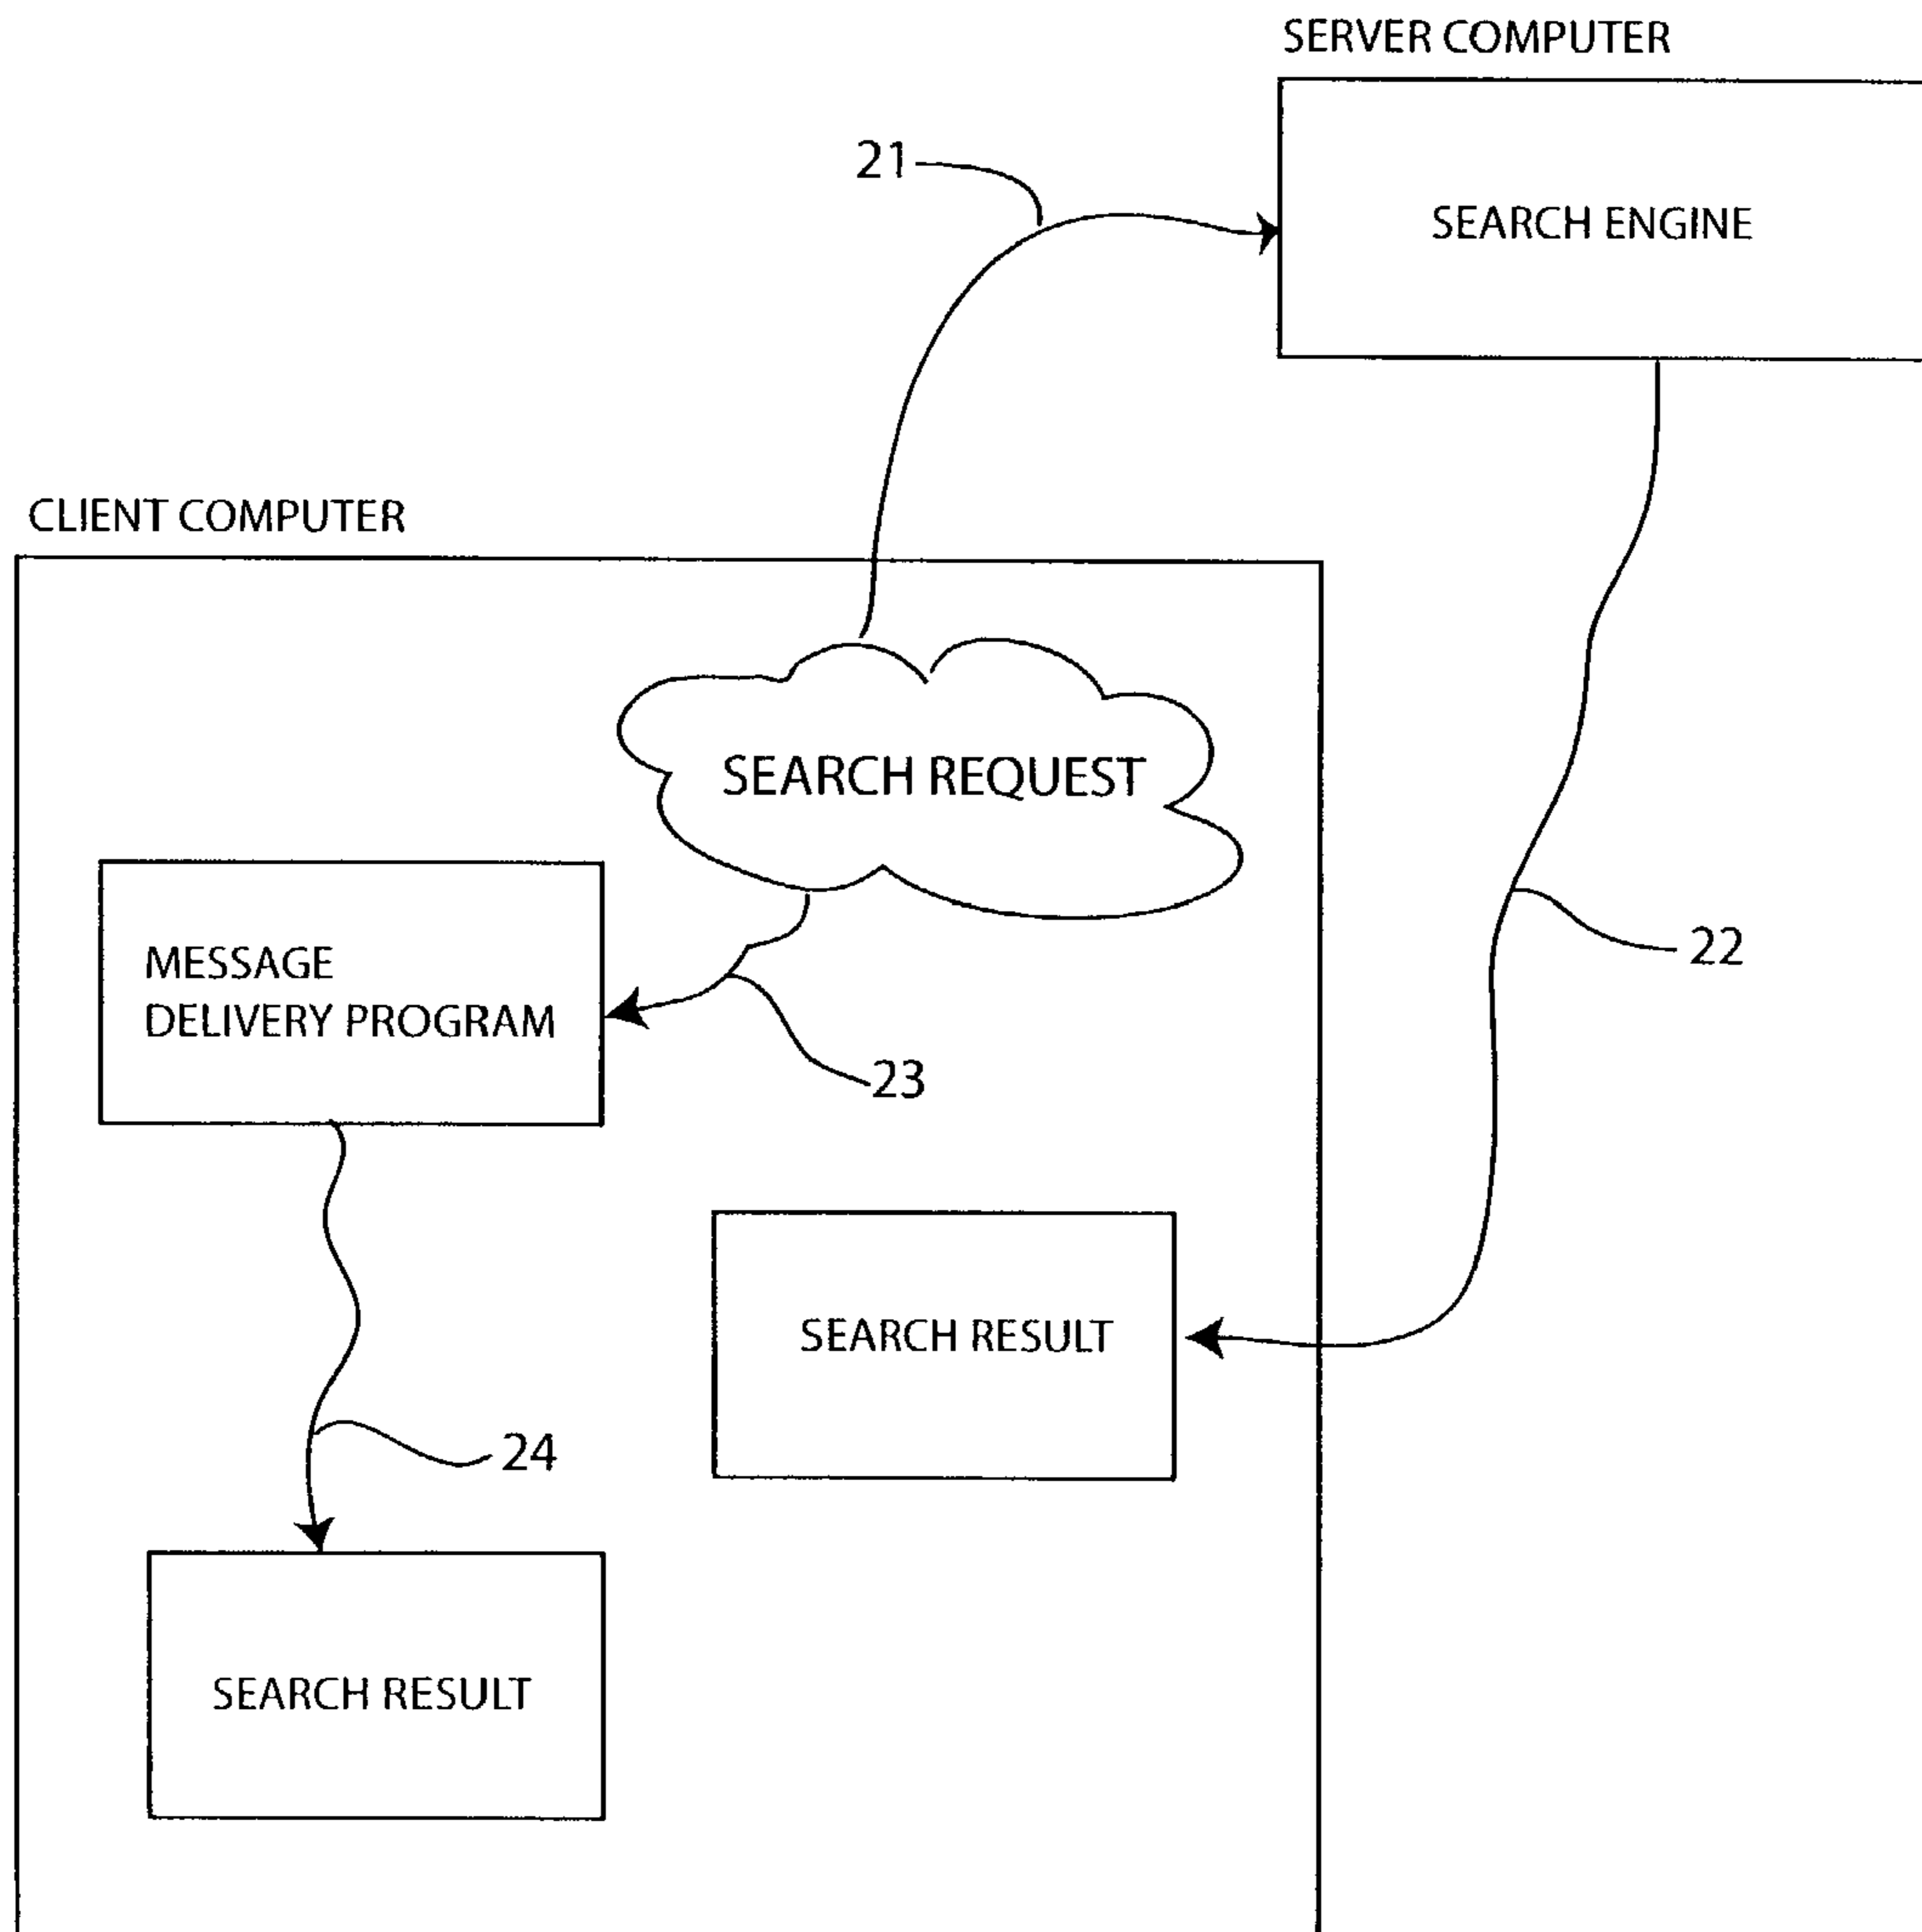 SERVER COMPUTER
21
SEARCH ENGINE
CLIENT COMPUTER
SEARCH REQUEST
MESSAGE
DELIVERY PROGRAM
22
23
SEARCH RESULT
24
SEARCH RESULT